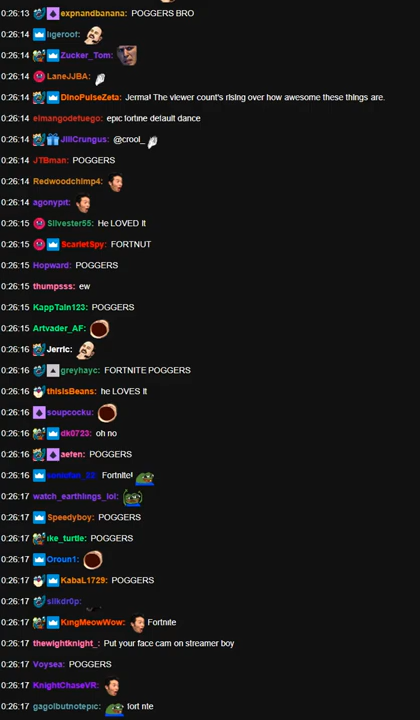 0:26:13 expnandbanana: POGGERS BRO
0:26:14 ligeroot:
0:26:14 Zucker_Tom:
0:26:14 LaneJJBA:
0:26:14 DinoPulseZeta: Jerma! The viewer count's rising over how awesome these things are.
0:26:14 elmangodefuego: epic fortine default dance
0:26:14 JillCrungus: @crool_
0:26:14 JTBman: POGGERS
0:26:14 Redwoodchimp4:
0:26:14 agonypit:
0:26:15 Silvester55: He LOVED it
0:26:15 ScarletSpy: FORTNUT
0:26:15 Hopward: POGGERS
0:26:15 thumpsss: ew
0:26:15 KappTain123: POGGERS
0:26:15 Artvader_AF:
0:26:16 Jerric:
0:26:16 greyhayc: FORTNITE POGGERS
0:26:16 thisIsBeans: he LOVES it
0:26:16 soupcocku:
0:26:16 dk0723: oh no
0:26:16 aefen: POGGERS
0:26:16 Fortnite!
0:26:17 watch_earthlings_lol:
0:26:17 Speedyboy: POGGERS
0:26:17 ike_turtle: POGGERS
0:26:17 Oroun1:
0:26:17 KabaL1729: POGGERS
0:26:17 silkdr0p:
0:26:17 KingMeowWow: Fortnite
0:26:17 thewightknight_: Put your face cam on streamer boy
0:26:17 Voysea: POGGERS
0:26:17 KnightChaseVR:
0:26:17 gagolbutnotepic: fort nte